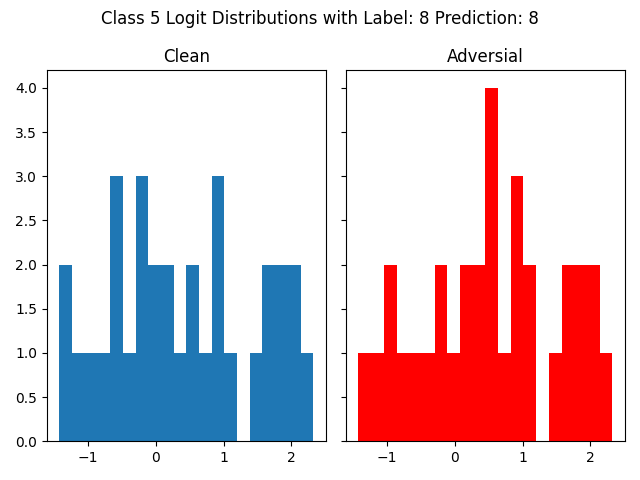 Class 5 Logit Distributions with Label: 8 Prediction: 8
Clean
Adversial
4.0
3.5
3.0
2.5
2.0
1.5
1.0
0.5
0.0
−1 0 1 2
−1 0 1 2